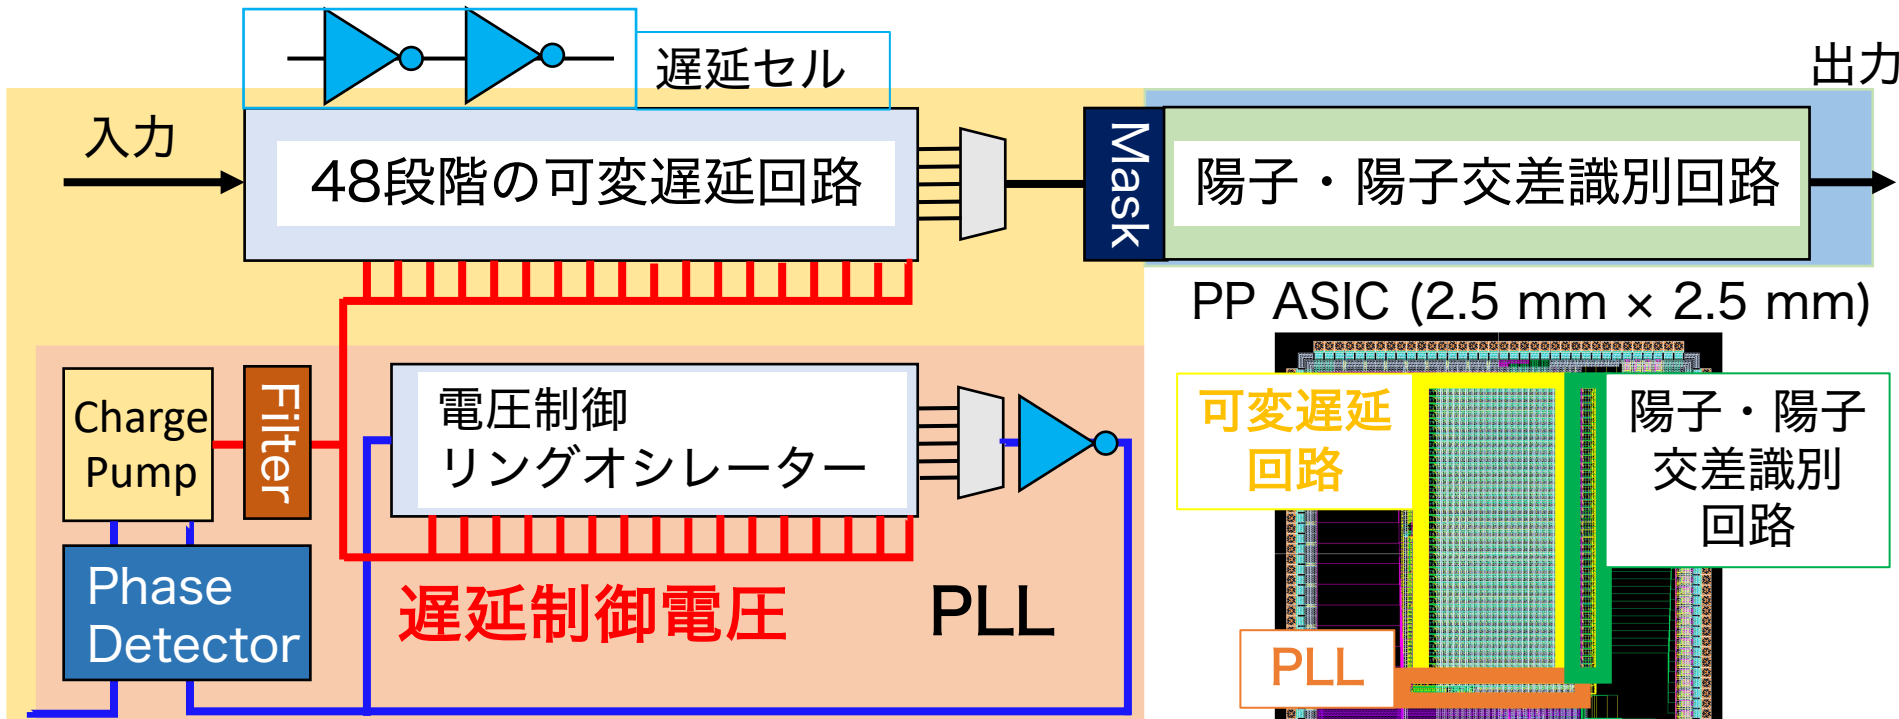 遅延セル
出力
入力
48段階の可変遅延回路
Mask
陽子・陽子交差識別回路
PP ASIC (2.5 mm × 2.5 mm)
Charge
Pump
Filter
電圧制御
リングオシレーター
可変遅延
回路
陽子・陽子
交差識別
回路
Phase
Detector
遅延制御電圧
PLL
PLL